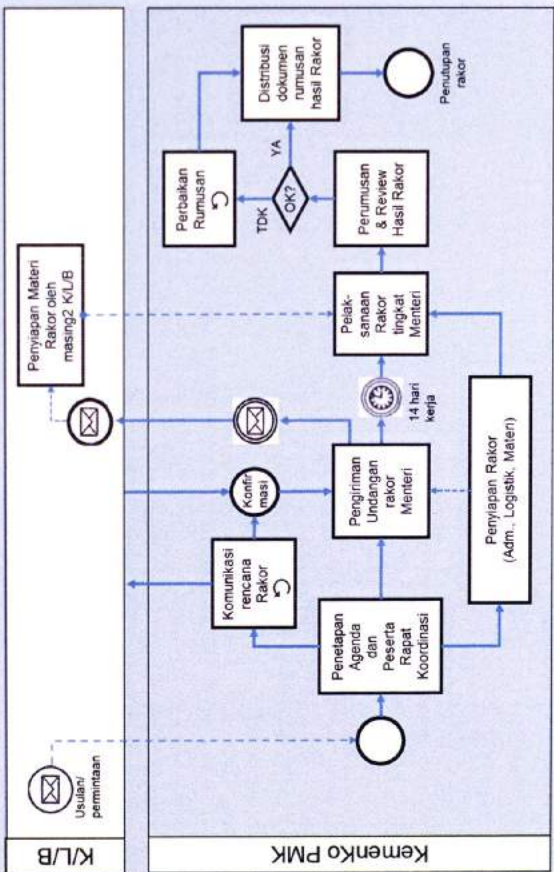 K/L/B
Usulan/
permintaan
Penyiapan Materi
Rakor oleh
masing2 K/L/B
KemenKo PMK
Penetapan
Agenda
dan
Peserta
Rapat
Koordinasi
Komunikasi
rencana
Rakor
Konfir
masi
Pengiriman
Undangan
rakor
Menteri
Penyiapan Rakor
(Adm., Logistik, Materi)
14 hari
kerja
Pelak-
sanaan
Rakor
tingkat
Menteri
Perumusan
& Review
Hasil Rakor
OK?
TDK
YA
Perbaikan
Rumusan
Distribusi
dokumen
rumusan
hasil Rakor
Penutupan
rakor